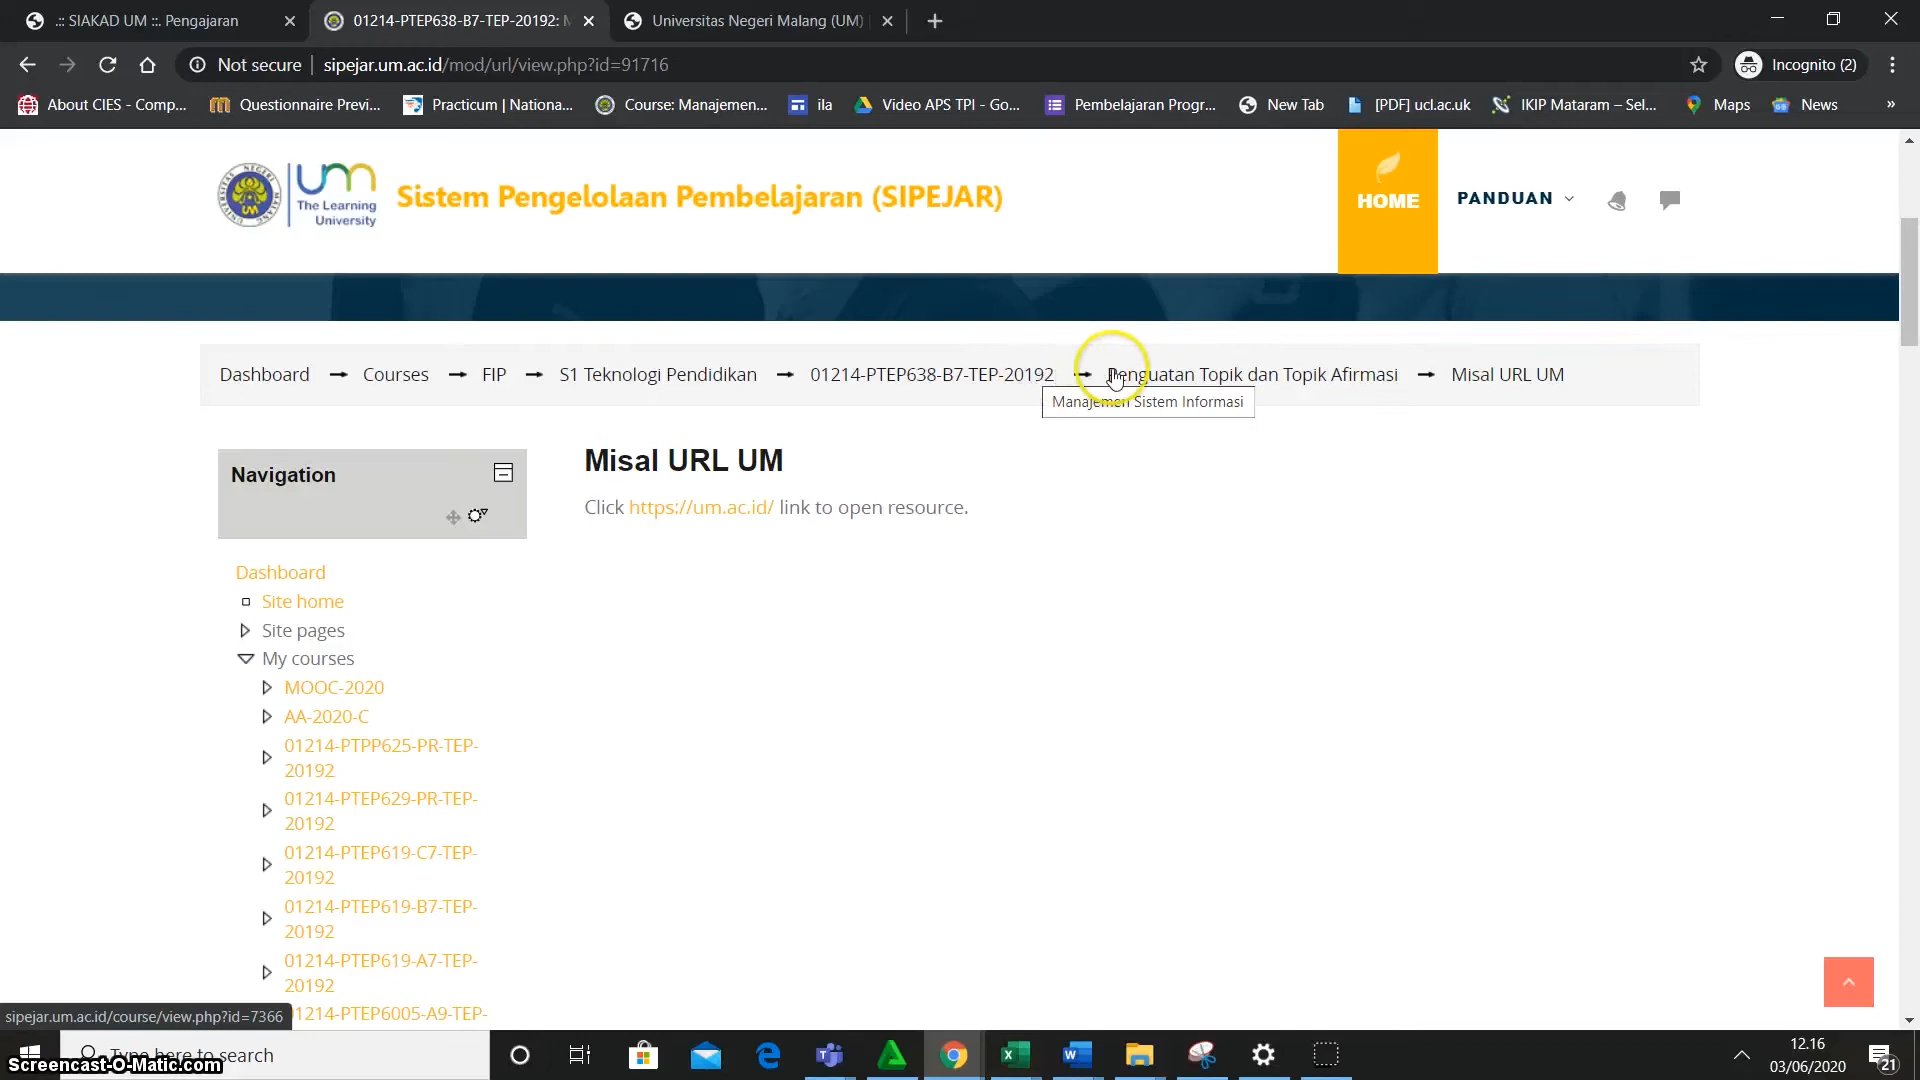 .:: SIAKAD UM ::. Pengajaran
01214-PTEP638-B7-TEP-20192: M
Universitas Negeri Malang (UM)
Not secure
sipejar.um.ac.id/mod/url/view.php?id=91716
Incognito (2)
About CIES - Comp...
Questionnaire Previ...
Practicum | Nationa...
Course: Manajemen...
ila
Video APS TPI - Go...
Pembelajaran Progr...
New Tab
[PDF] ucl.ac.uk
IKIP Mataram – Sel...
Maps
News
»
um
The Learning
University
Sistem Pengelolaan Pembelajaran (SIPEJAR)
HOME
PANDUAN
Dashboard → Courses → FIP → S1 Teknologi Pendidikan → 01214-PTEP638-B7-TEP-20192 → Penguatan Topik dan Topik Afirmasi → Misal URL UM
Manajemen Sistem Informasi
Navigation
Misal URL UM
Click https://um.ac.id/ link to open resource.
Dashboard
Site home
Site pages
My courses
MOOC-2020
AA-2020-C
01214-PTPP625-PR-TEP-
20192
01214-PTEP629-PR-TEP-
20192
01214-PTEP619-C7-TEP-
20192
01214-PTEP619-B7-TEP-
20192
01214-PTEP619-A7-TEP-
20192
01214-PTEP6005-A9-TEP-
sipejar.um.ac.id/course/view.php?id=7366
Type here to search
Screencast-O-Matic.com
12.16
03/06/2020
21